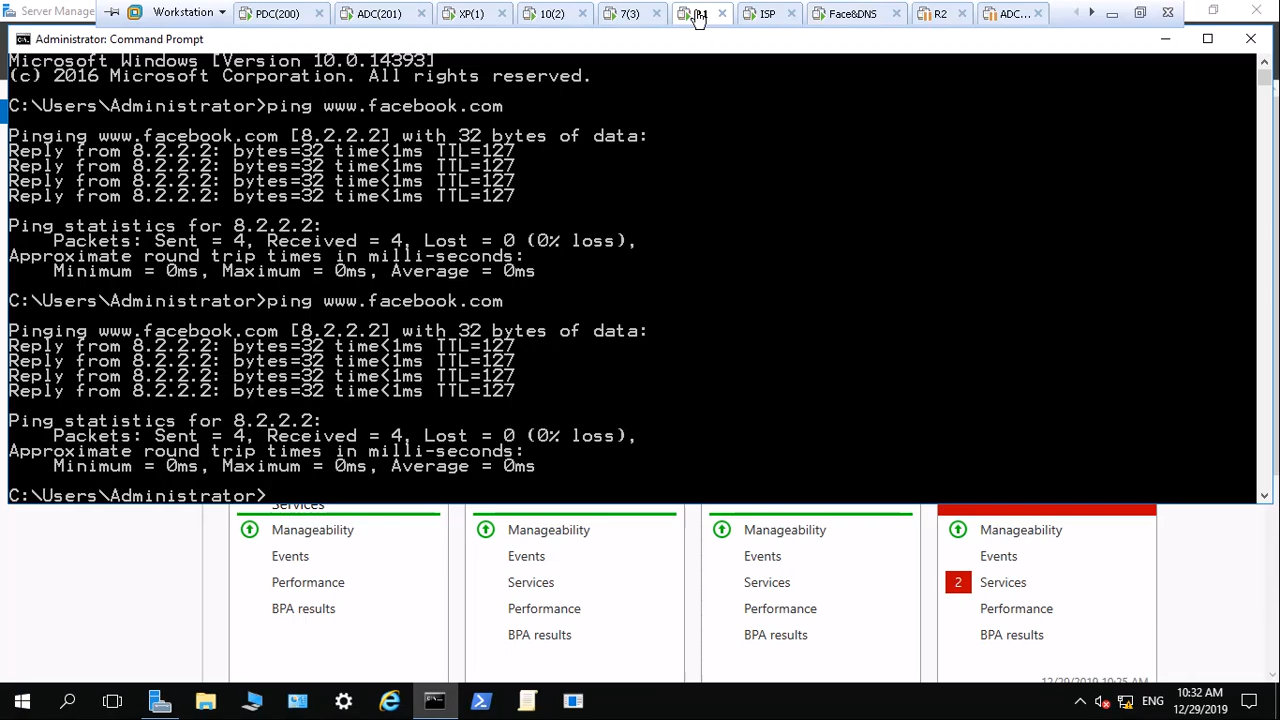 Server Manager
Workstation
PDC(200)
ADC(201)
XP(1)
10(2)
7(3)
ISP
Face&DNS
R2
ADC...
Administrator: Command Prompt
Microsoft Windows [Version 10.0.14393]
(c) 2016 Microsoft Corporation. All rights reserved.
C:\Users\Administrator>ping www.facebook.com
Pinging www.facebook.com [8.2.2.2] with 32 bytes of data:
Reply from 8.2.2.2: bytes=32 time<1ms TTL=127
Reply from 8.2.2.2: bytes=32 time<1ms TTL=127
Reply from 8.2.2.2: bytes=32 time<1ms TTL=127
Reply from 8.2.2.2: bytes=32 time<1ms TTL=127
Ping statistics for 8.2.2.2:
Packets: Sent = 4, Received = 4, Lost = 0 (0% loss),
Approximate round trip times in milli-seconds:
Minimum = 0ms, Maximum = 0ms, Average = 0ms
C:\Users\Administrator>ping www.facebook.com
Pinging www.facebook.com [8.2.2.2] with 32 bytes of data:
Reply from 8.2.2.2: bytes=32 time<1ms TTL=127
Reply from 8.2.2.2: bytes=32 time<1ms TTL=127
Reply from 8.2.2.2: bytes=32 time<1ms TTL=127
Reply from 8.2.2.2: bytes=32 time<1ms TTL=127
Ping statistics for 8.2.2.2:
Packets: Sent = 4, Received = 4, Lost = 0 (0% loss),
Approximate round trip times in milli-seconds:
Minimum = 0ms, Maximum = 0ms, Average = 0ms
C:\Users\Administrator>
Services
Manageability
Events
Performance
BPA results
Manageability
Events
Services
Performance
BPA results
Manageability
Events
Services
Performance
BPA results
Manageability
Events
2 Services
Performance
BPA results
12/29/2019 10:25 AM
ENG
10:32 AM
12/29/2019